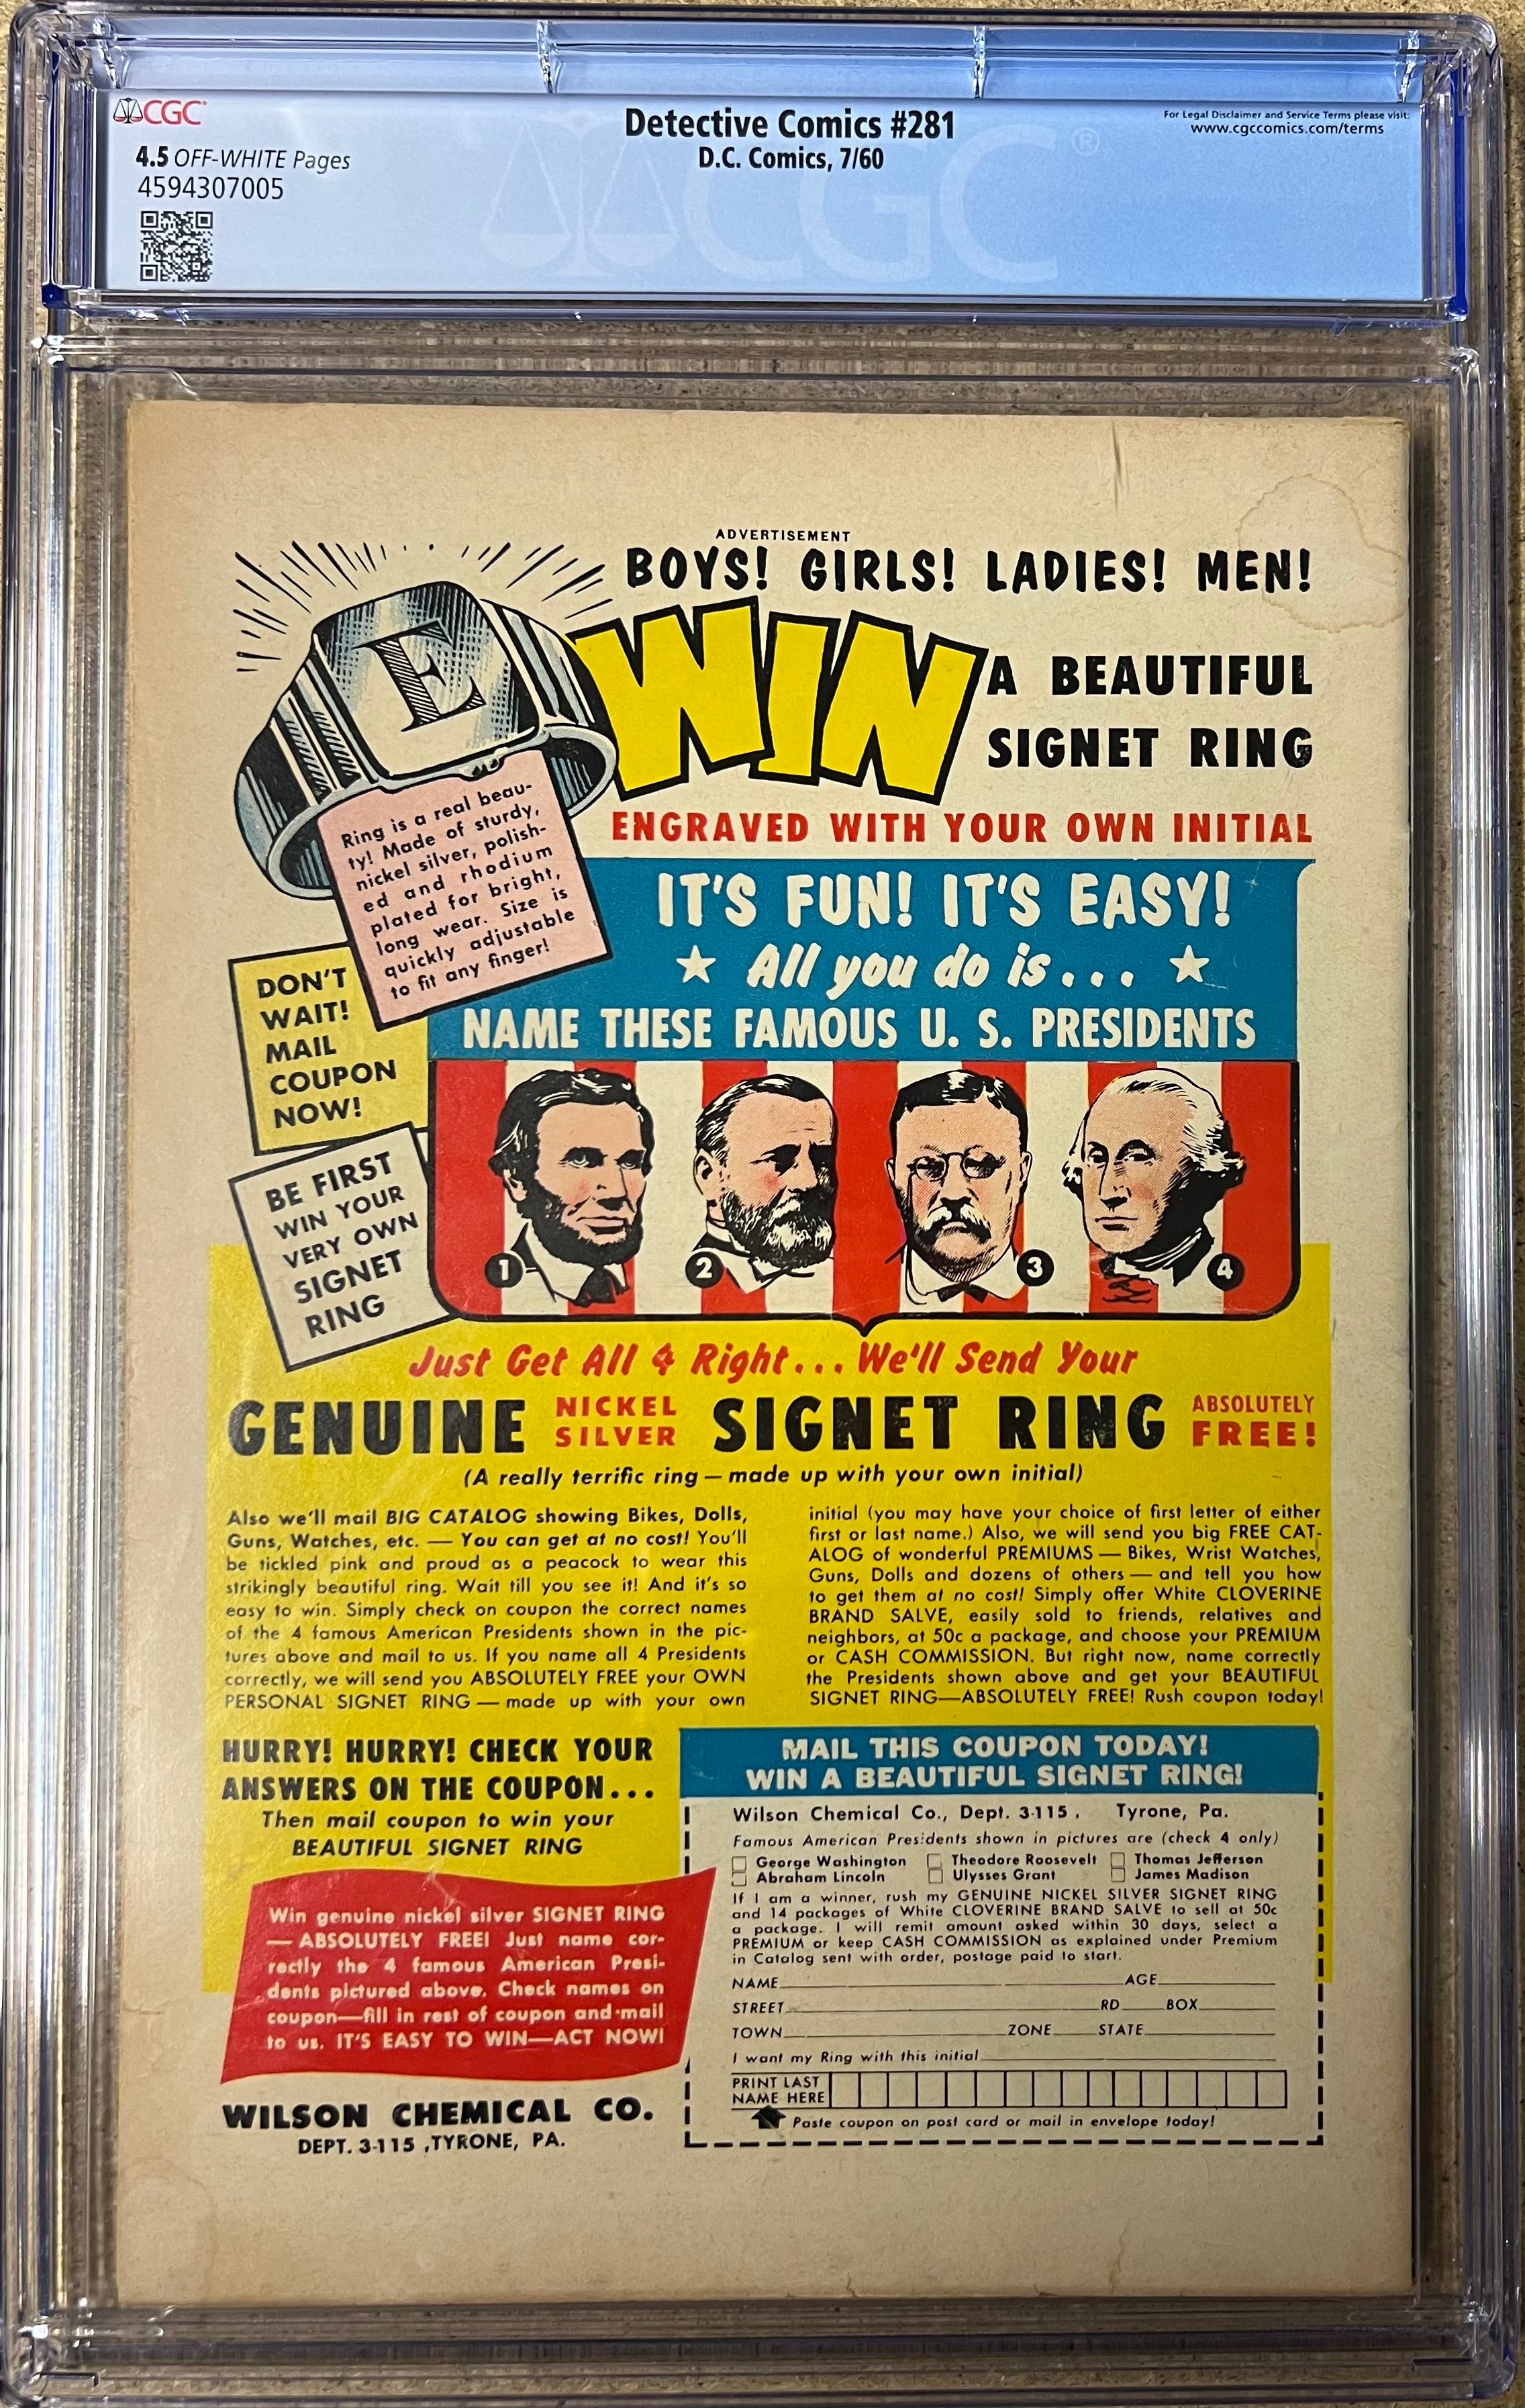 CGC
Detective Comics #281
D.C. Comics, 7/60
For Legal Disclaimer and Service Terms please visit:
www.cgccomics.com/terms
4.5 OFF-WHITE Pages
4594307005
CGC®
ADVERTISEMENT
BOYS! GIRLS! LADIES! MEN!
E
WIN
A BEAUTIFUL
SIGNET RING
ENGRAVED WITH YOUR OWN INITIAL
Ring is a real beau-
ty! Made of sturdy,
nickel silver, polish-
ed and rhodium
plated for bright,
long wear. Size is
quickly adjustable
to fit any finger!
IT'S FUN! IT'S EASY!
★ All you do is... ★
NAME THESE FAMOUS U. S. PRESIDENTS
DON'T
WAIT!
MAIL
COUPON
NOW!
BE FIRST
WIN YOUR
VERY OWN
SIGNET
RING
1
2
3
4
Just Get All 4 Right... We'll Send Your
GENUINE NICKEL SILVER SIGNET RING ABSOLUTELY FREE!
(A really terrific ring — made up with your own initial)
Also we'll mail BIG CATALOG showing Bikes, Dolls,
Guns, Watches, etc. — You can get at no cost! You'll
be tickled pink and proud as a peacock to wear this
strikingly beautiful ring. Wait till you see it! And it's so
easy to win. Simply check on coupon the correct names
of the 4 famous American Presidents shown in the pic-
tures above and mail to us. If you name all 4 Presidents
correctly, we will send you ABSOLUTELY FREE your OWN
PERSONAL SIGNET RING — made up with your own
initial (you may have your choice of first letter of either
first or last name.) Also, we will send you big FREE CAT-
ALOG of wonderful PREMIUMS — Bikes, Wrist Watches,
Guns, Dolls and dozens of others — and tell you how
to get them at no cost! Simply offer White CLOVERINE
BRAND SALVE, easily sold to friends, relatives and
neighbors, at 50c a package, and choose your PREMIUM
or CASH COMMISSION. But right now, name correctly
the Presidents shown above and get your BEAUTIFUL
SIGNET RING—ABSOLUTELY FREE! Rush coupon today!
HURRY! HURRY! CHECK YOUR
ANSWERS ON THE COUPON...
Then mail coupon to win your
BEAUTIFUL SIGNET RING
Win genuine nickel silver SIGNET RING
— ABSOLUTELY FREE! Just name cor-
rectly the 4 famous American Presi-
dents pictured above. Check names on
coupon—fill in rest of coupon and mail
to us. IT'S EASY TO WIN—ACT NOW!
WILSON CHEMICAL CO.
DEPT. 3-115 , TYRONE, PA.
MAIL THIS COUPON TODAY!
WIN A BEAUTIFUL SIGNET RING!
Wilson Chemical Co., Dept. 3-115 , Tyrone, Pa.
Famous American Presidents shown in pictures are (check 4 only)
George Washington Theodore Roosevelt Thomas Jefferson
Abraham Lincoln Ulysses Grant James Madison
If I am a winner, rush my GENUINE NICKEL SILVER SIGNET RING
and 14 packages of White CLOVERINE BRAND SALVE to sell at 50c
a package. I will remit amount asked within 30 days, select a
PREMIUM or keep CASH COMMISSION as explained under Premium
in Catalog sent with order, postage paid to start.
NAME AGE
STREET RD BOX
TOWN ZONE STATE
I want my Ring with this initial
PRINT LAST
NAME HERE
Paste coupon on post card or mail in envelope today!